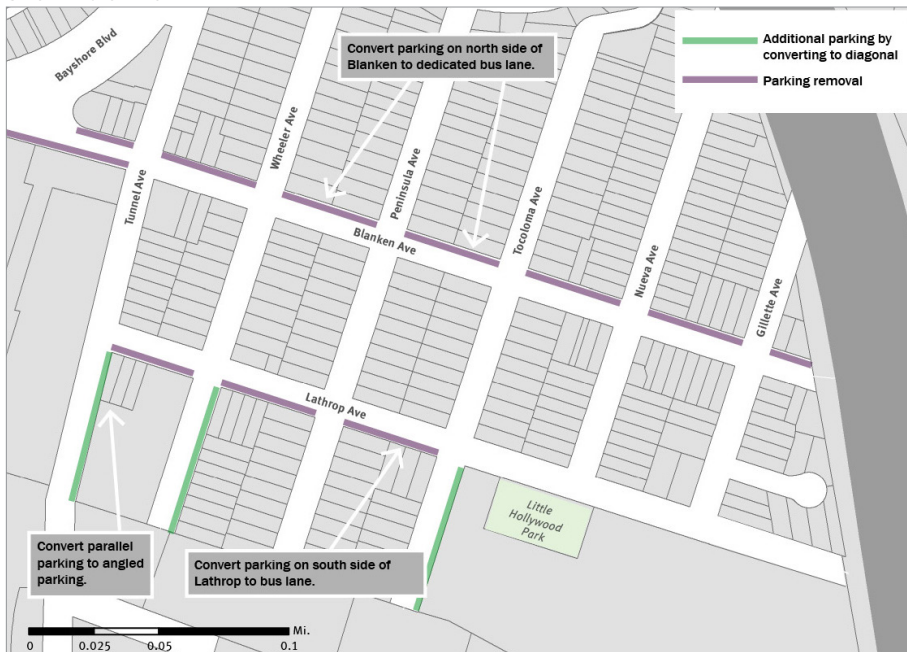 Bayshore Blvd
Convert parking on north side of
Blanken to dedicated bus lane.
Additional parking by
converting to diagonal
Parking removal
Wheeler Ave
Peninsula Ave
Tunnel Ave
Tocoloma Ave
Blanken Ave
Nueva Ave
Gillette Ave
Lathrop Ave
Little
Hollywood
Park
Convert parallel
parking to angled
parking.
Convert parking on south side of
Lathrop to bus lane.
Mi.
0 0.025 0.05 0.1